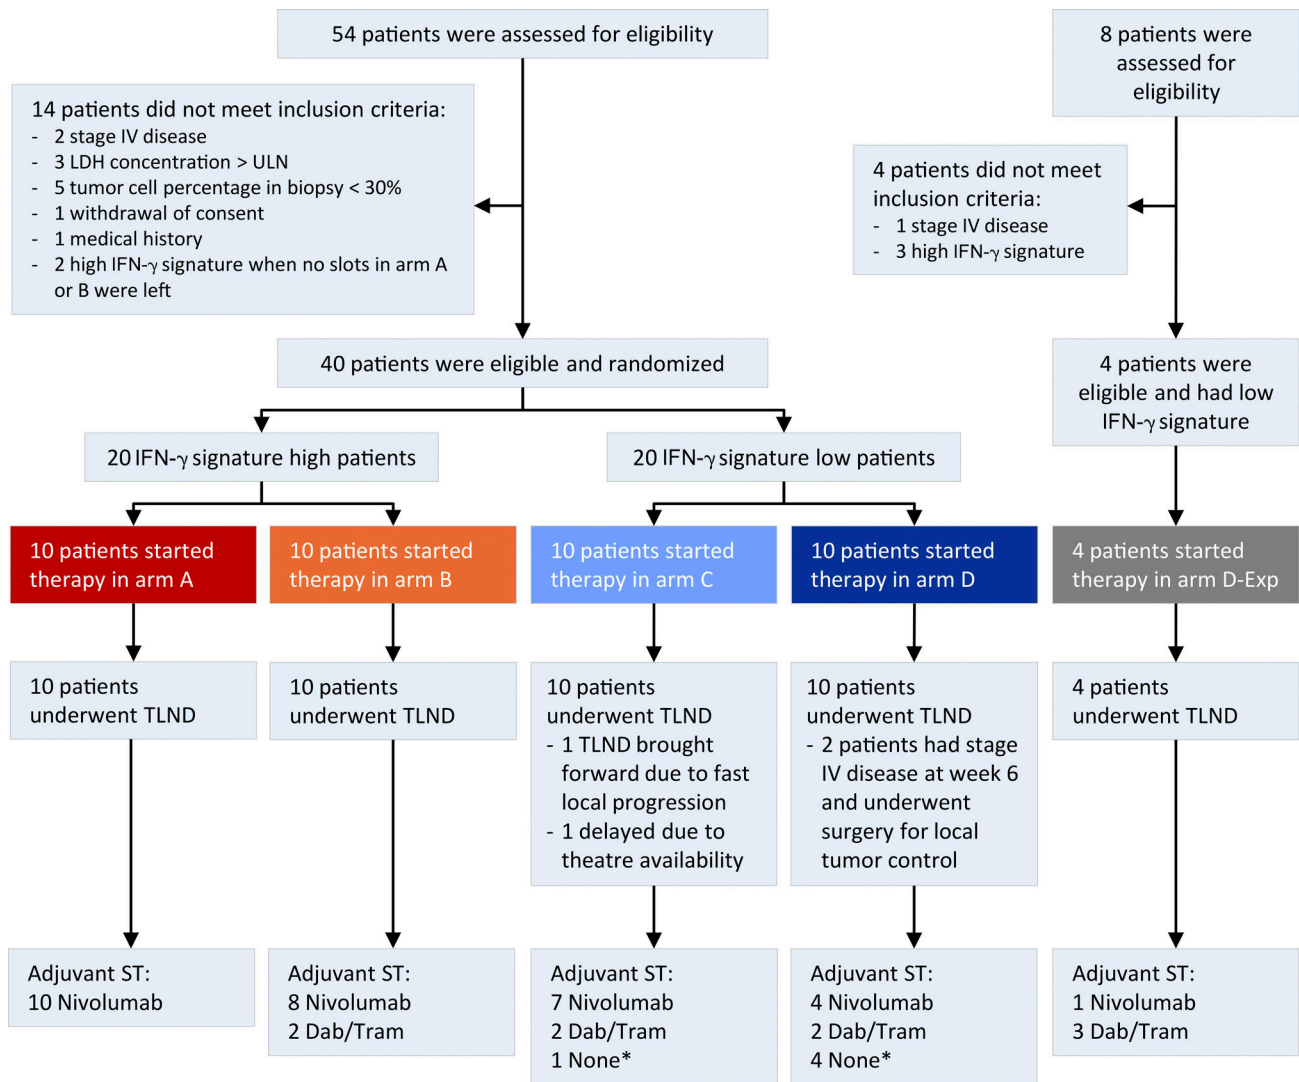 54 patients were assessed for eligibility
8 patients were
assessed for
eligibility
14 patients did not meet inclusion criteria:
- 2 stage IV disease
- 3 LDH concentration > ULN
- 5 tumor cell percentage in biopsy < 30%
- 1 withdrawal of consent
- 1 medical history
- 2 high IFN-γ signature when no slots in arm A
or B were left
4 patients did not meet
inclusion criteria:
- 1 stage IV disease
- 3 high IFN-γ signature
40 patients were eligible and randomized
4 patients were
eligible and had low
IFN-γ signature
20 IFN-γ signature high patients
20 IFN-γ signature low patients
10 patients started
therapy in arm A
10 patients started
therapy in arm B
10 patients started
therapy in arm C
10 patients started
therapy in arm D
4 patients started
therapy in arm D-Exp
10 patients
underwent TLND
10 patients
underwent TLND
10 patients
underwent TLND
- 1 TLND brought
forward due to fast
local progression
- 1 delayed due to
theatre availability
10 patients
underwent TLND
- 2 patients had stage
IV disease at week 6
and underwent
surgery for local
tumor control
4 patients
underwent TLND
Adjuvant ST:
10 Nivolumab
Adjuvant ST:
8 Nivolumab
2 Dab/Tram
Adjuvant ST:
7 Nivolumab
2 Dab/Tram
1 None*
Adjuvant ST:
4 Nivolumab
2 Dab/Tram
4 None*
Adjuvant ST:
1 Nivolumab
3 Dab/Tram